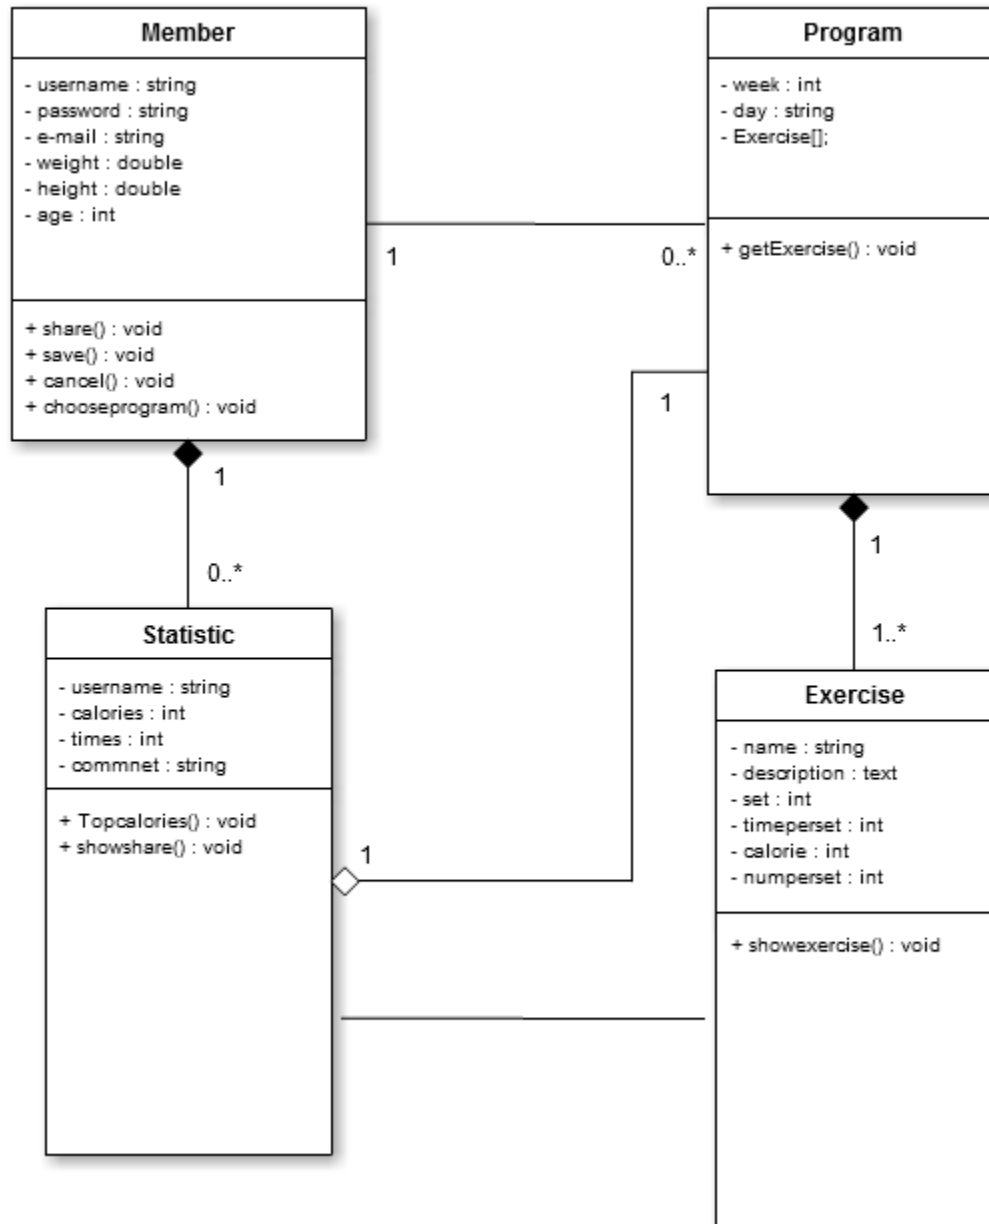 Member
- username : string
- password : string
- e-mail : string
- weight : double
- height : double
- age : int
+ share() : void
+ save() : void
+ cancel() : void
+ chooseprogram() : void
Program
- week : int
- day : string
- Exercise[];
+ getExercise() : void
1
0..*
1
1
0..*
1
1..*
Statistic
- username : string
- calories : int
- times : int
- commnet : string
+ Topcalories() : void
+ showshare() : void
1
Exercise
- name : string
- description : text
- set : int
- timeperset : int
- calorie : int
- numperset : int
+ showexercise() : void